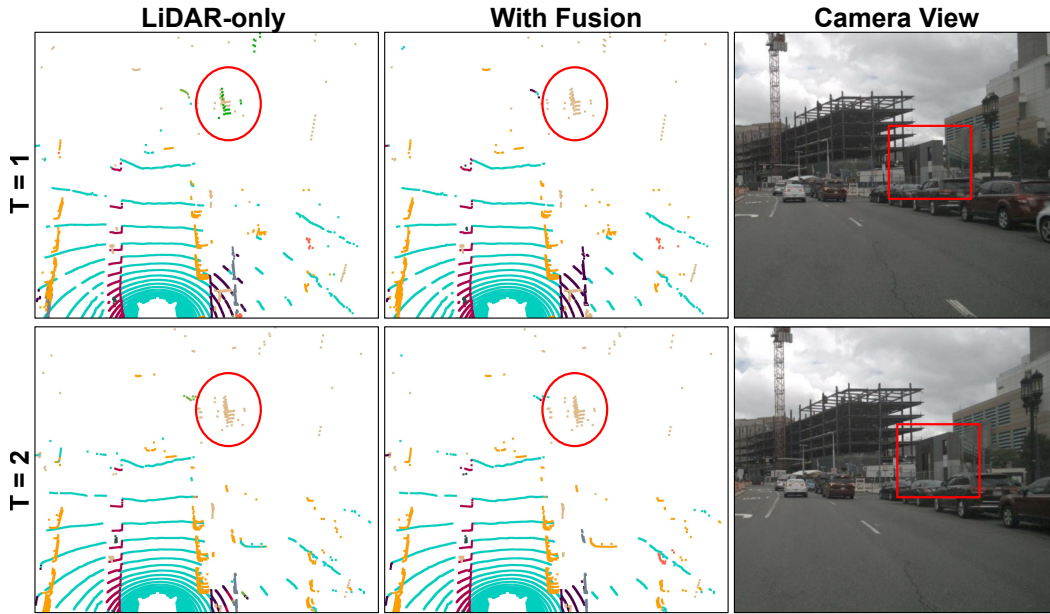 LiDAR-only With Fusion Camera View
T = 1
T = 2